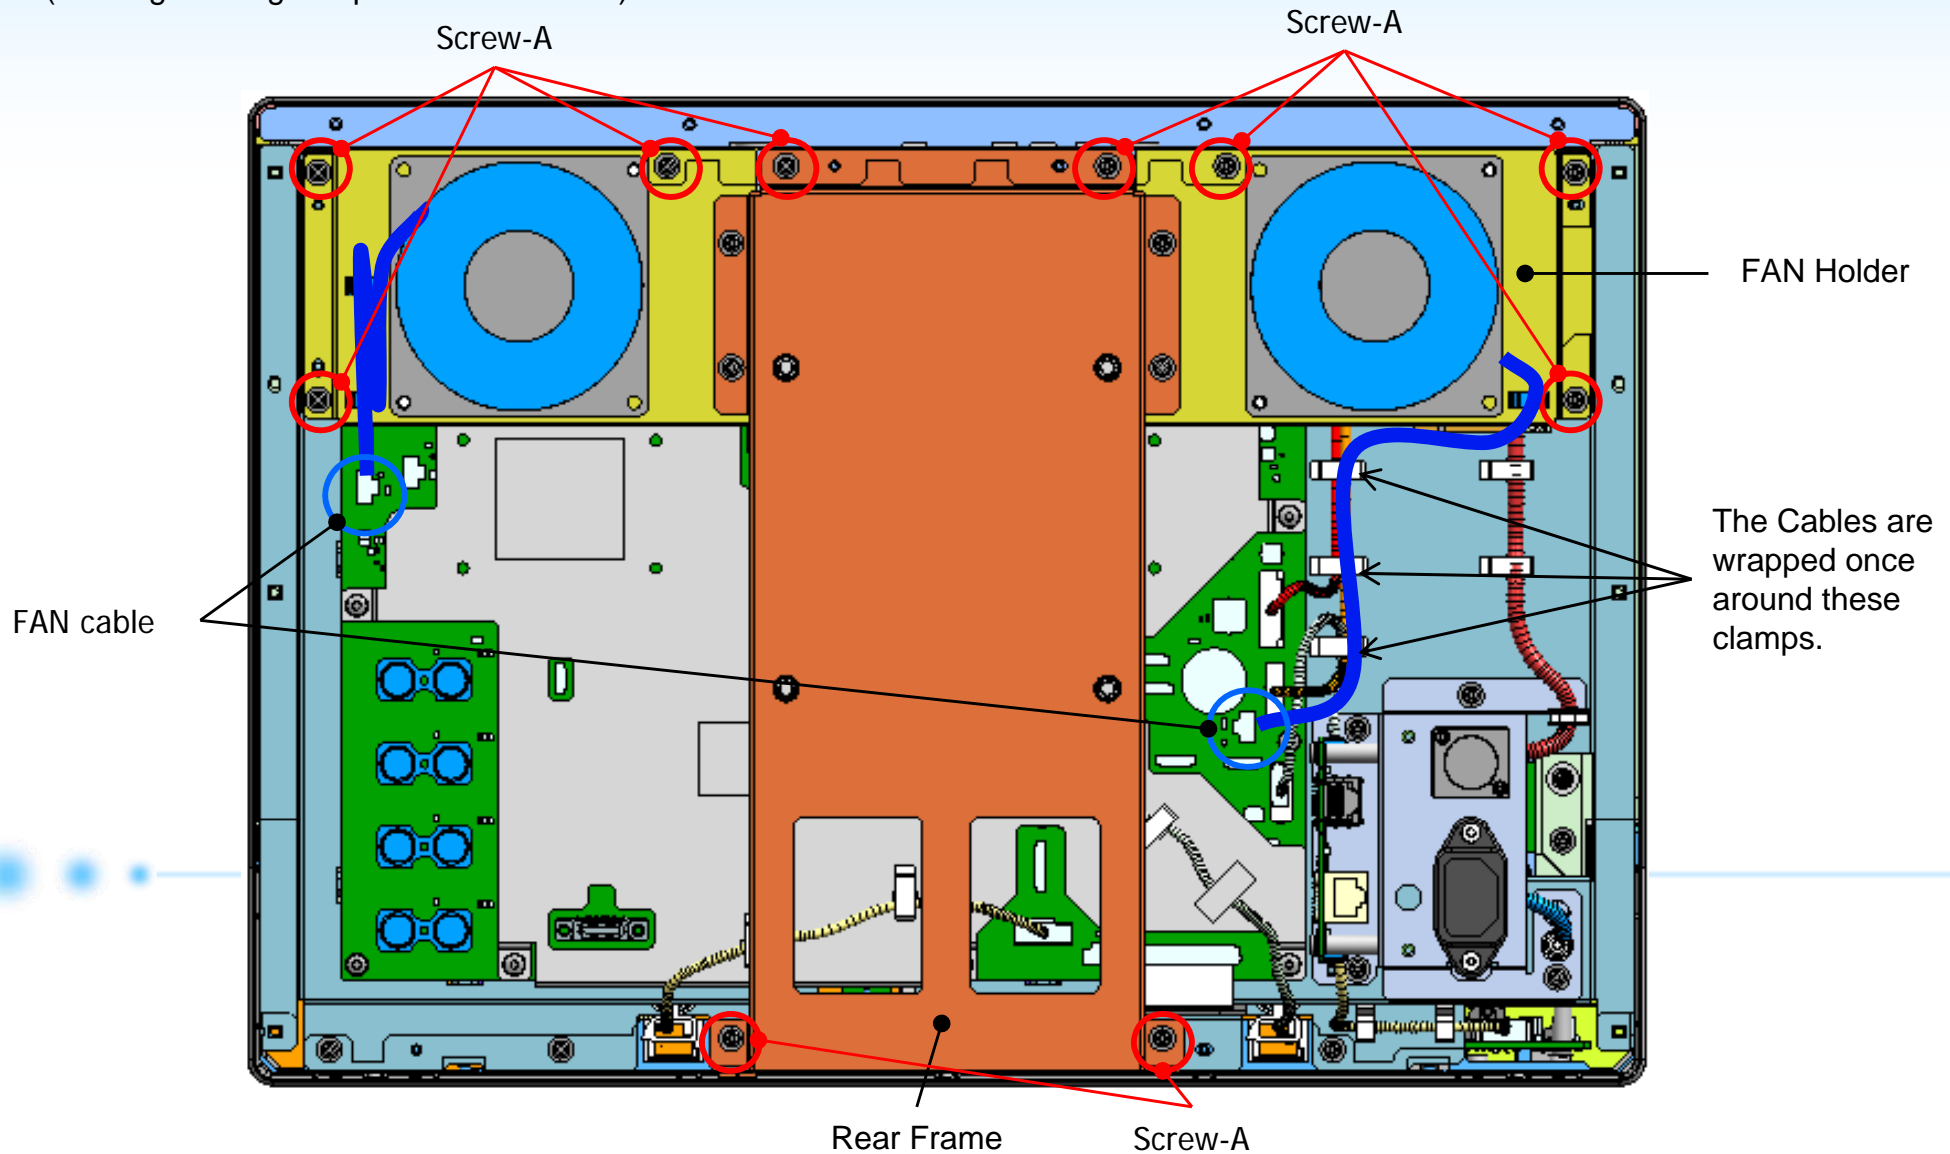 Screw-A
Screw-A
FAN Holder
The Cables are
wrapped once
around these
clamps.
FAN cable
Rear Frame
Screw-A